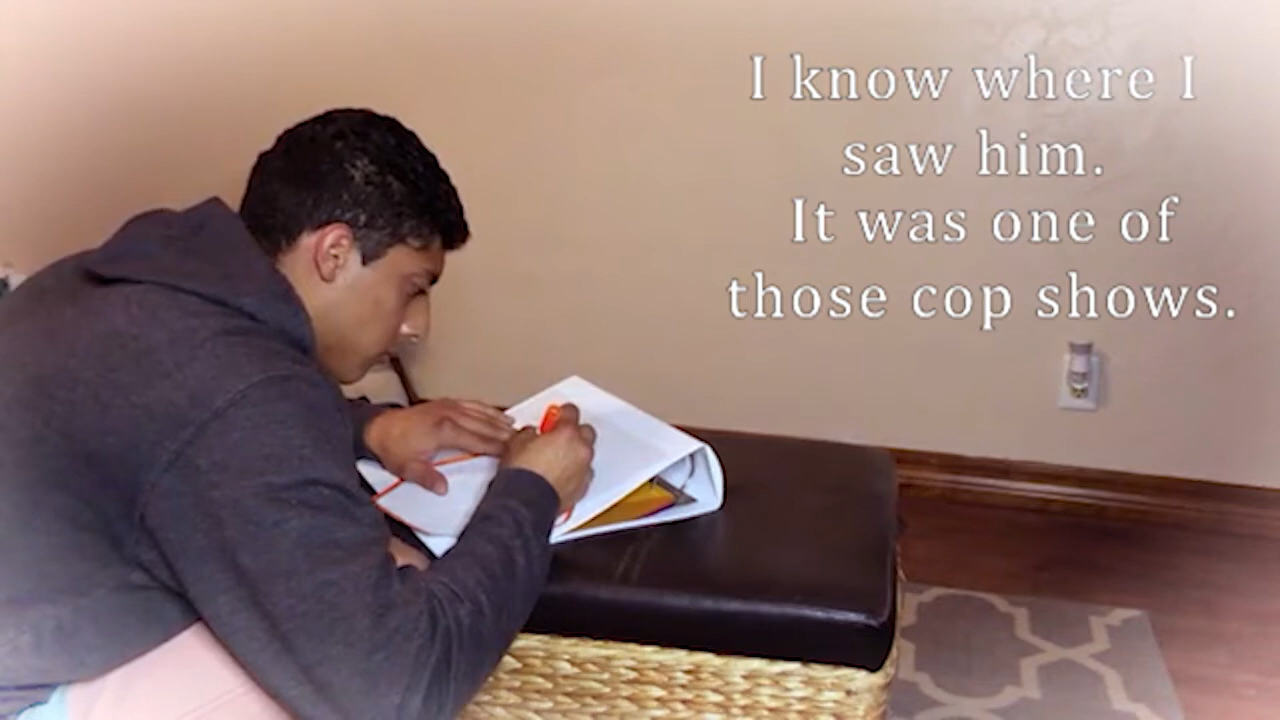 I know where I
saw him.
It was one of
those cop shows.